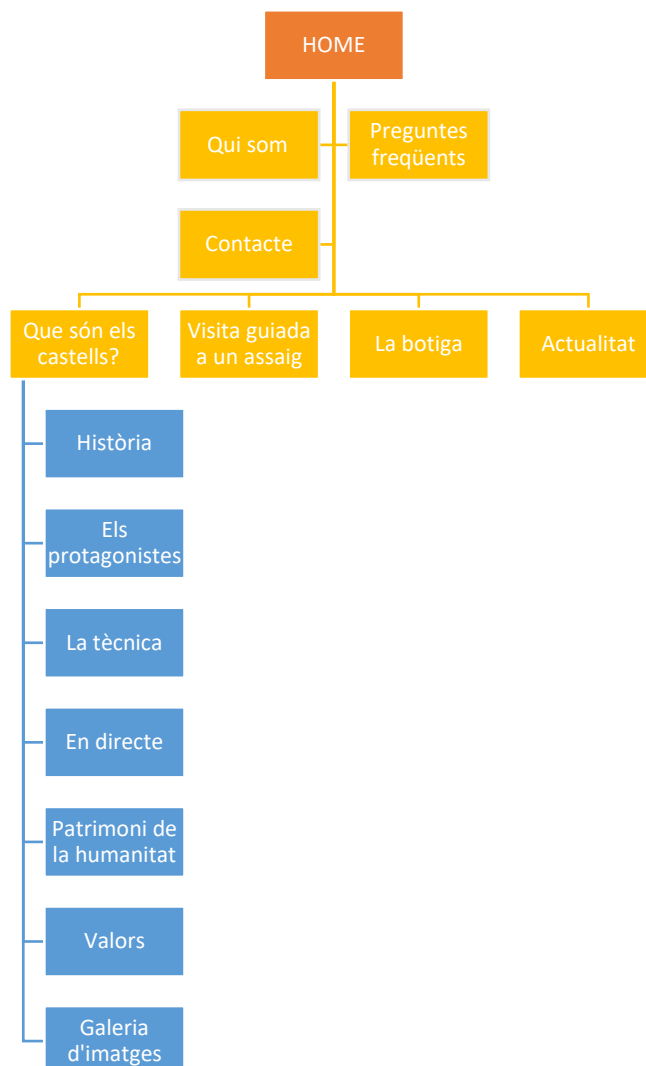 HOME
Qui som
Preguntes
freqüents
Contacte
Que són els
castells?
Visita guiada
a un assaig
La botiga
Actualitat
Història
Els
protagonistes
La tècnica
En directe
Patrimoni de
la humanitat
Valors
Galeria
d'imatges